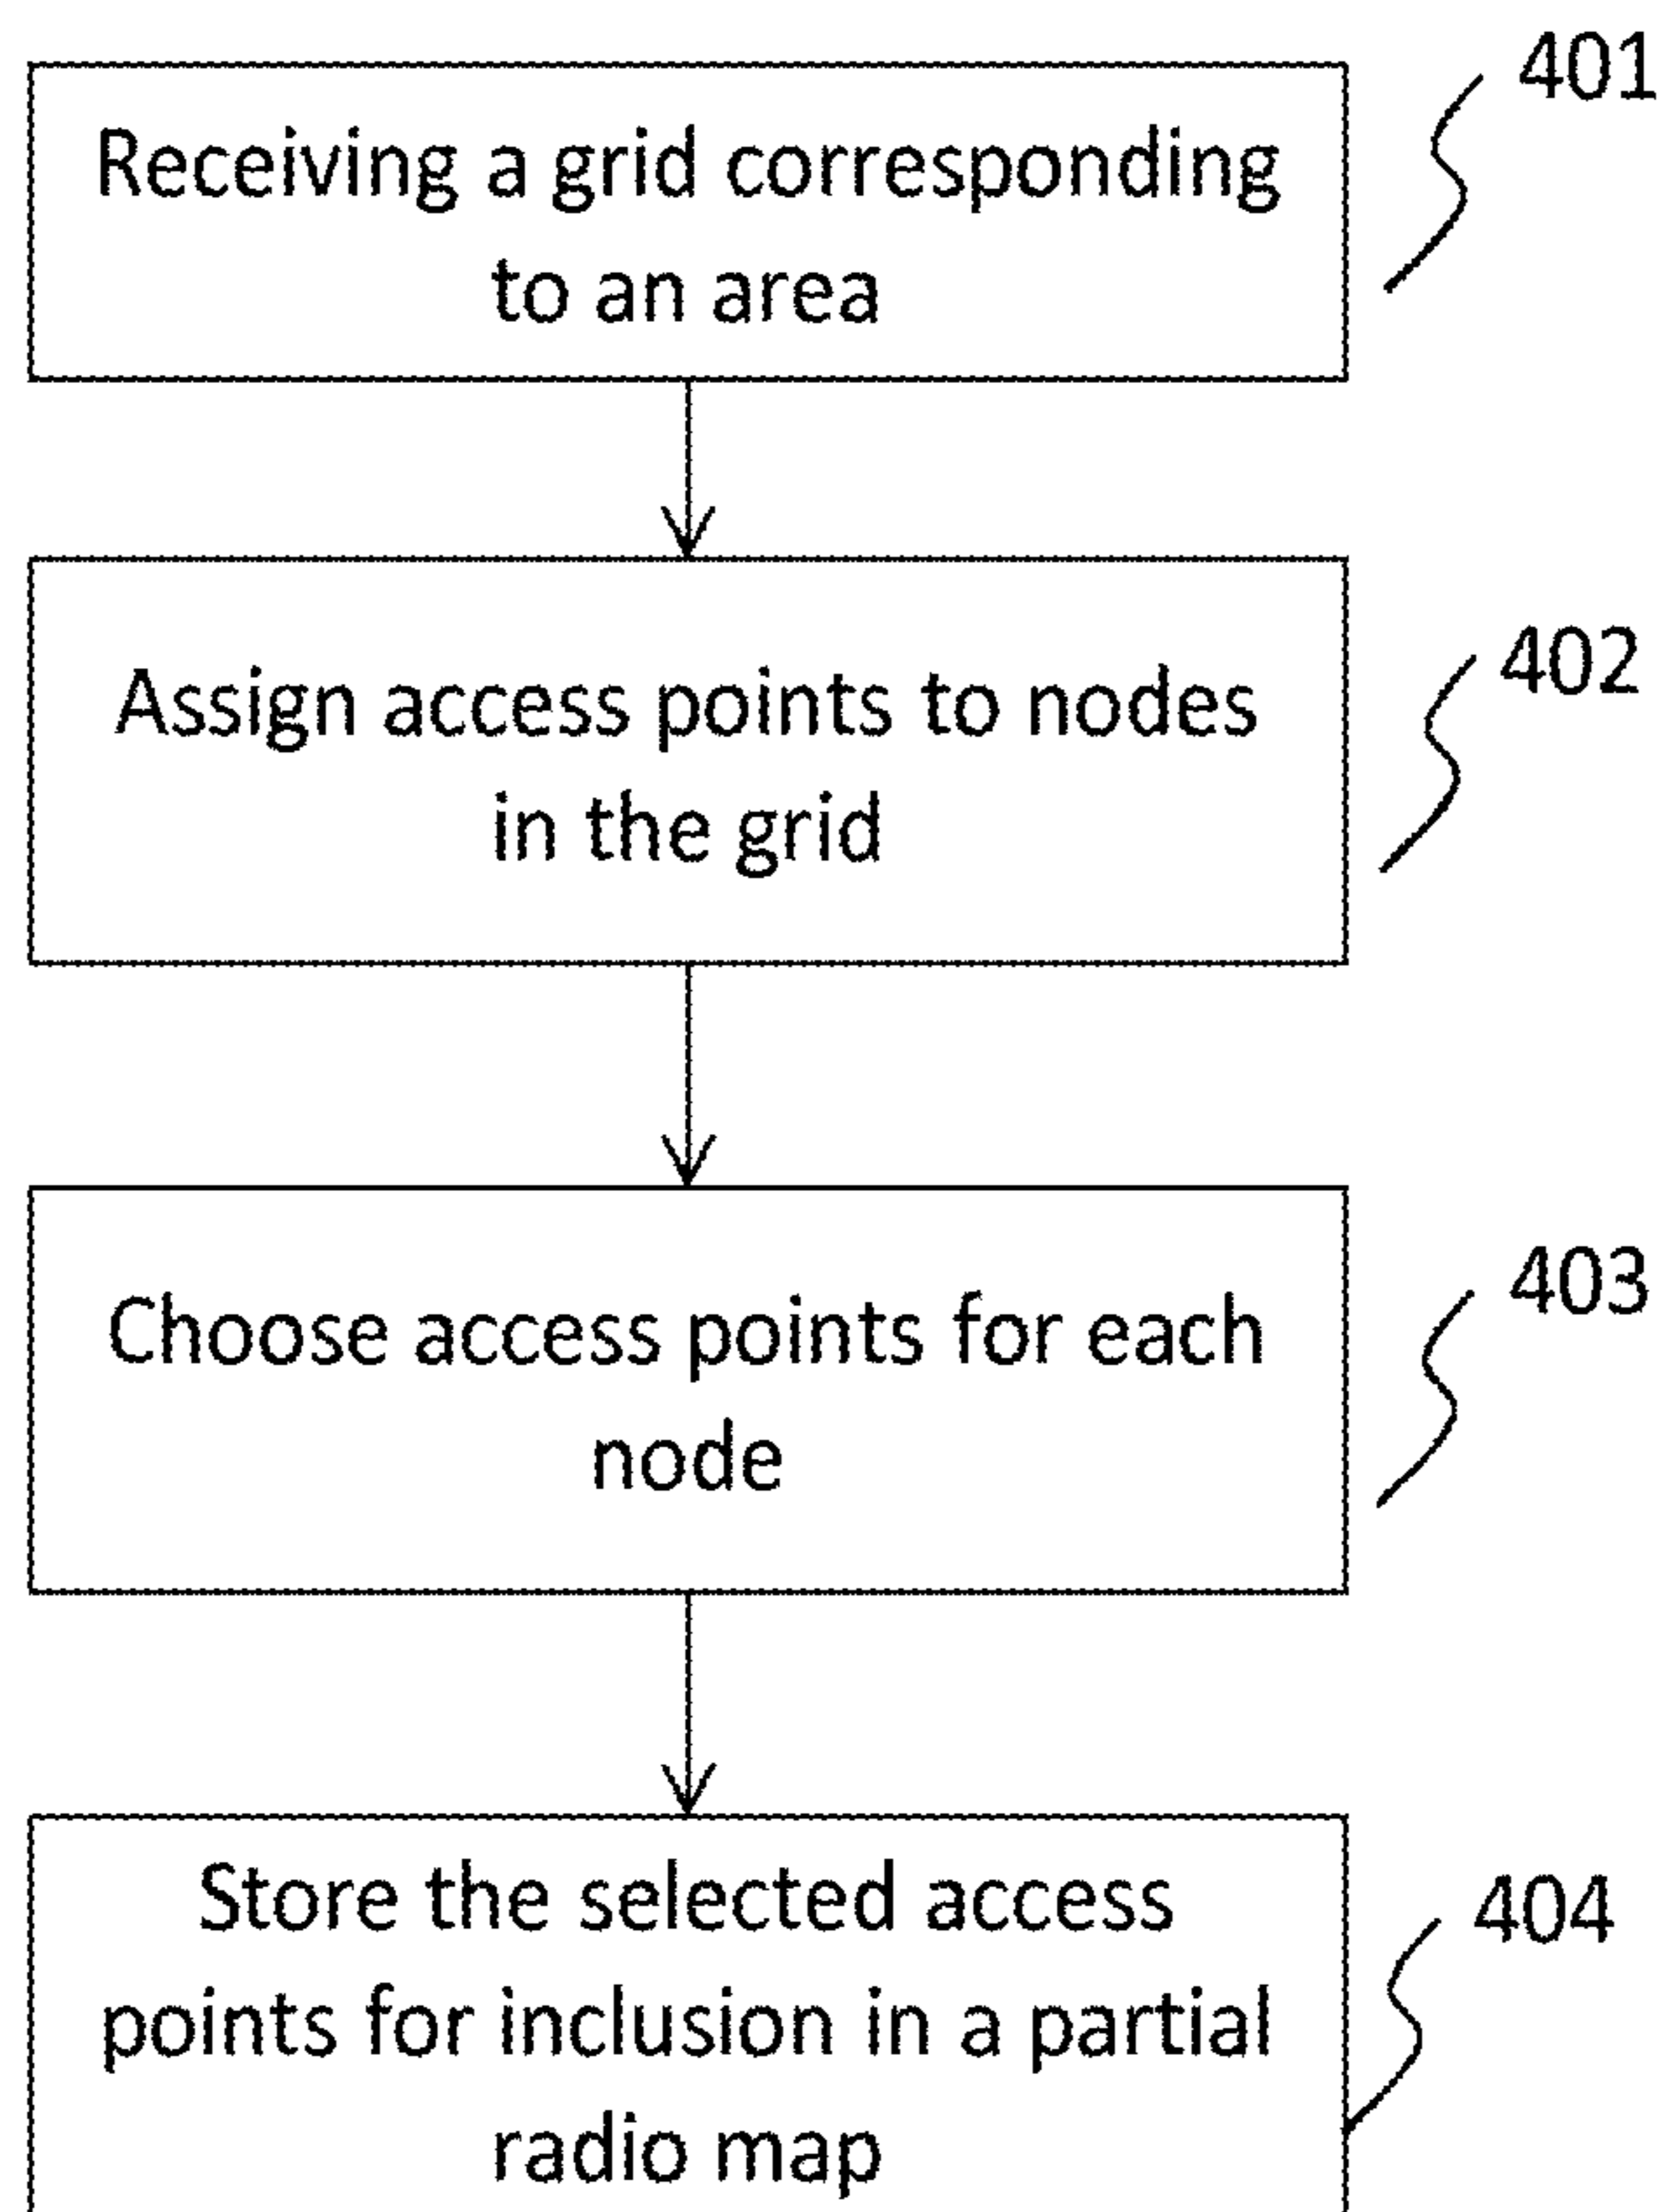 401
Receiving a grid corresponding
to an area
402
Assign access points to nodes
in the grid
403
Choose access points for each
node
404
Store the selected access
points for inclusion in a partial
radio map